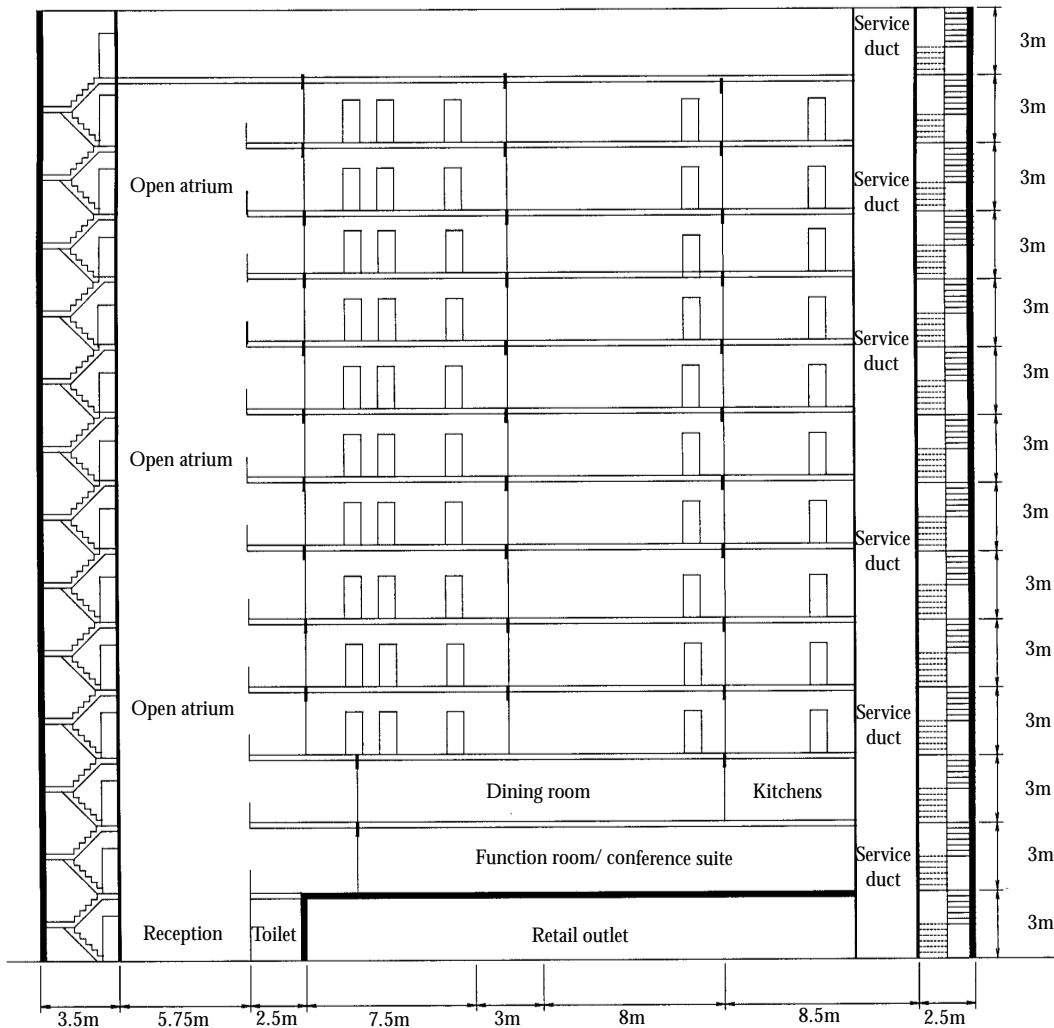 Service
duct
3m
3m
Open atrium
Service
duct
3m
3m
3m
Service
duct
3m
Open atrium
3m
3m
Service
duct
3m
3m
Open atrium
Service
duct
3m
Dining room
Kitchens
3m
Function room/ conference suite
Service
duct
3m
Reception
Toilet
Retail outlet
3m
3.5m
5.75m
2.5m
7.5m
3m
8m
8.5m
2.5m